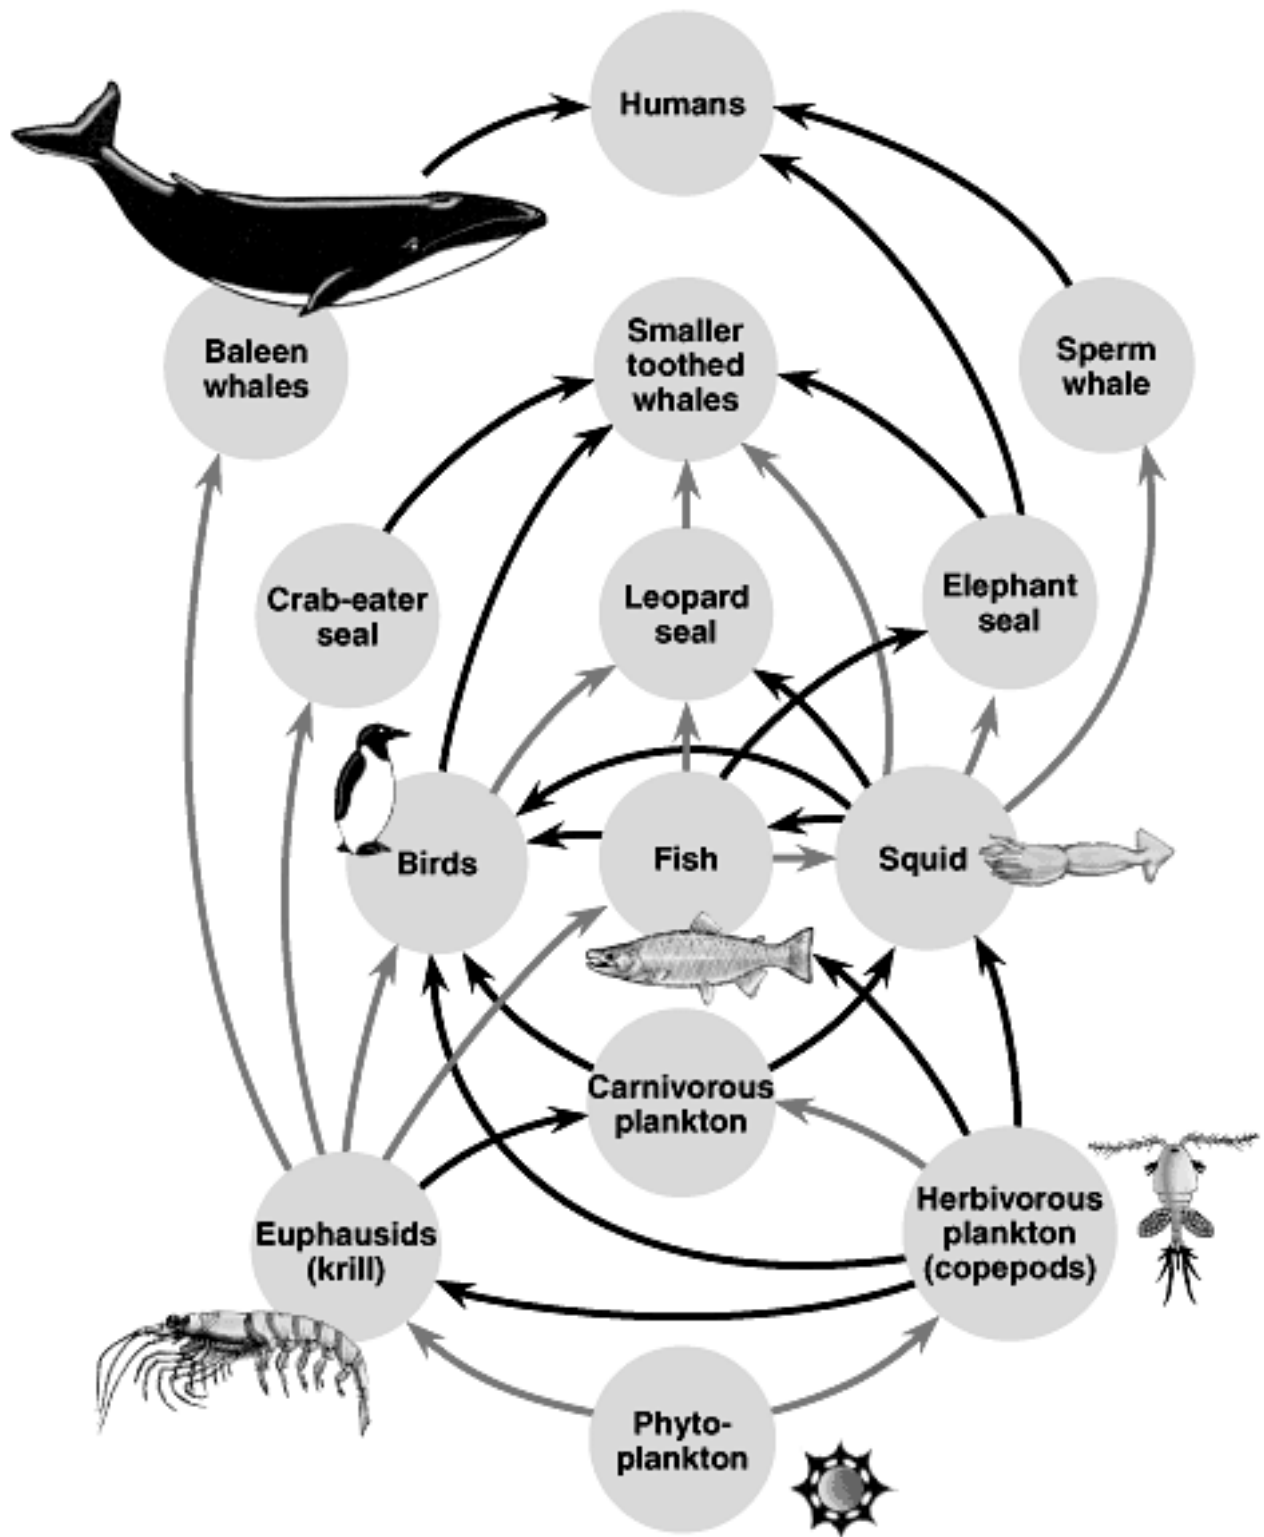 Humans
Baleen
whales
Smaller
toothed
whales
Sperm
whale
Crab-eater
seal
Leopard
seal
Elephant
seal
Birds
Fish
Squid
Carnivorous
plankton
Euphausids
(krill)
Herbivorous
plankton
(copepods)
Phyto-
plankton